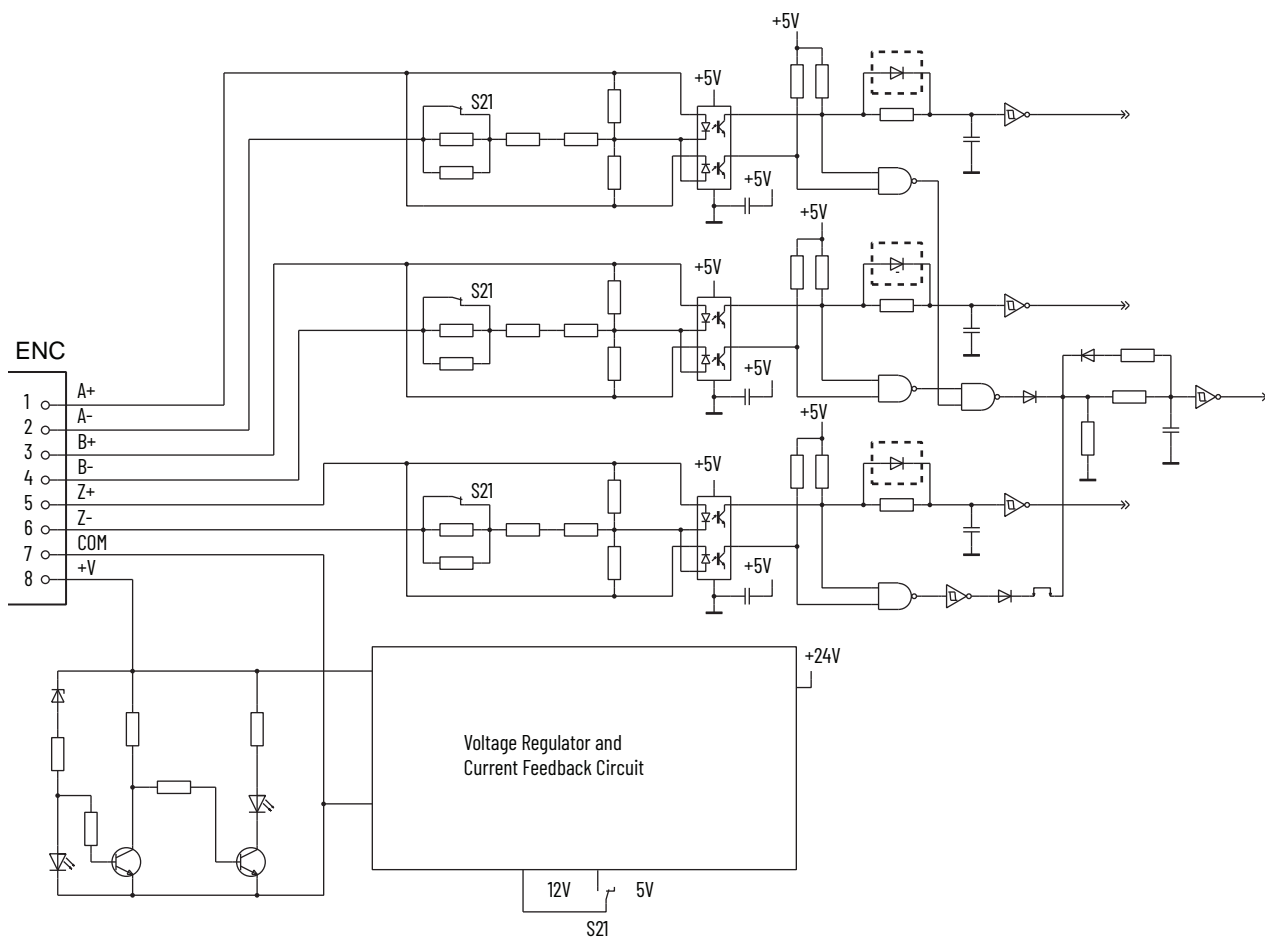 +5V
+5V
S21
+5V
+5V
+5V
S21
+5V
ENC
1 A+
2 A-
3 B+
4 B-
5 Z+
6 Z-
7 COM
8 +V
+5V
+5V
S21
+5V
+24V
Voltage Regulator and
Current Feedback Circuit
12V 5V
S21